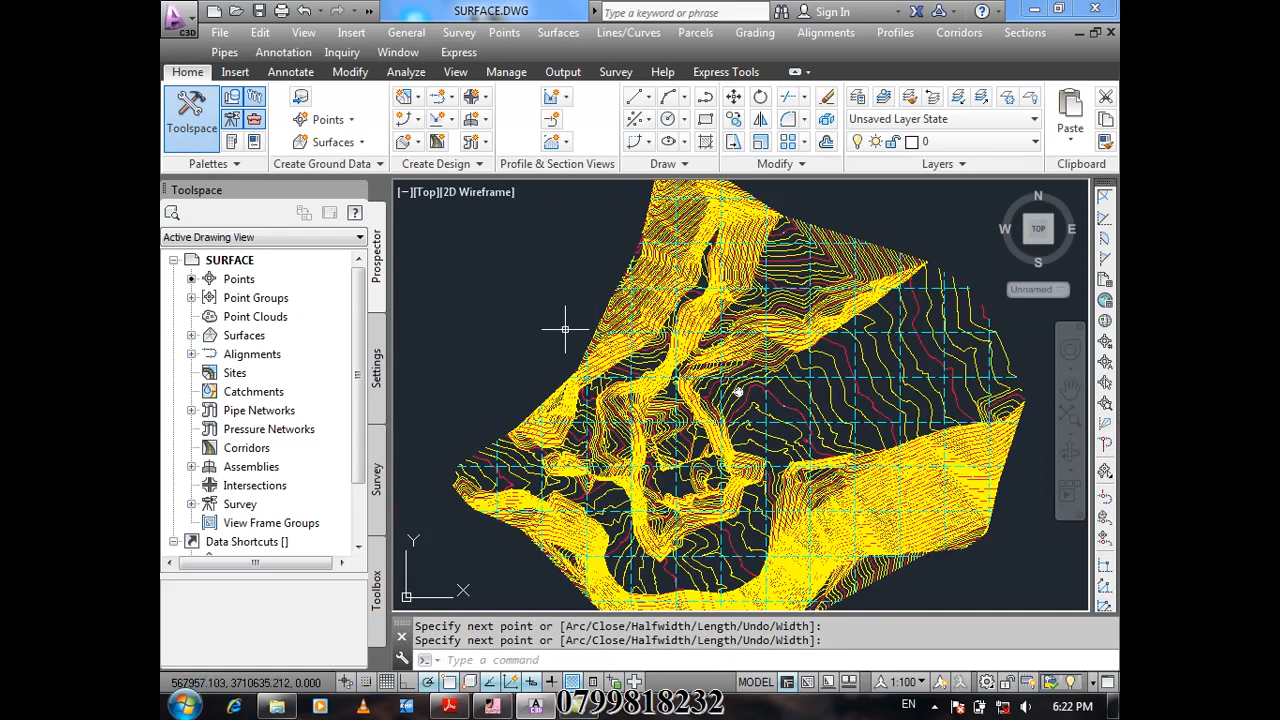 SURFACE.DWG
Type a keyword or phrase
Sign In
C3D
File Edit View Insert General Survey Points Surfaces Lines/Curves Parcels Grading Alignments Profiles Corridors Sections
Pipes Annotation Inquiry Window Express
Home Insert Annotate Modify Analyze View Manage Output Survey Help Express Tools
Toolspace
Points
Surfaces
Unsaved Layer State
0
Paste
Palettes Create Ground Data Create Design Profile & Section Views Draw Modify Layers Clipboard
Toolspace
Active Drawing View
SURFACE
Points
Point Groups
Point Clouds
Surfaces
Alignments
Sites
Catchments
Pipe Networks
Pressure Networks
Corridors
Assemblies
Intersections
Survey
View Frame Groups
Data Shortcuts []
Prospector
Settings
Survey
Toolbox
[−][Top][2D Wireframe]
N
W TOP E
S
Unnamed
Y
X
Specify next point or [Arc/Close/Halfwidth/Length/Undo/Width]:
Specify next point or [Arc/Close/Halfwidth/Length/Undo/Width]:
Type a command
567957.103, 3710635.212, 0.000
MODEL
1:100
0799818232
EN
6:22 PM